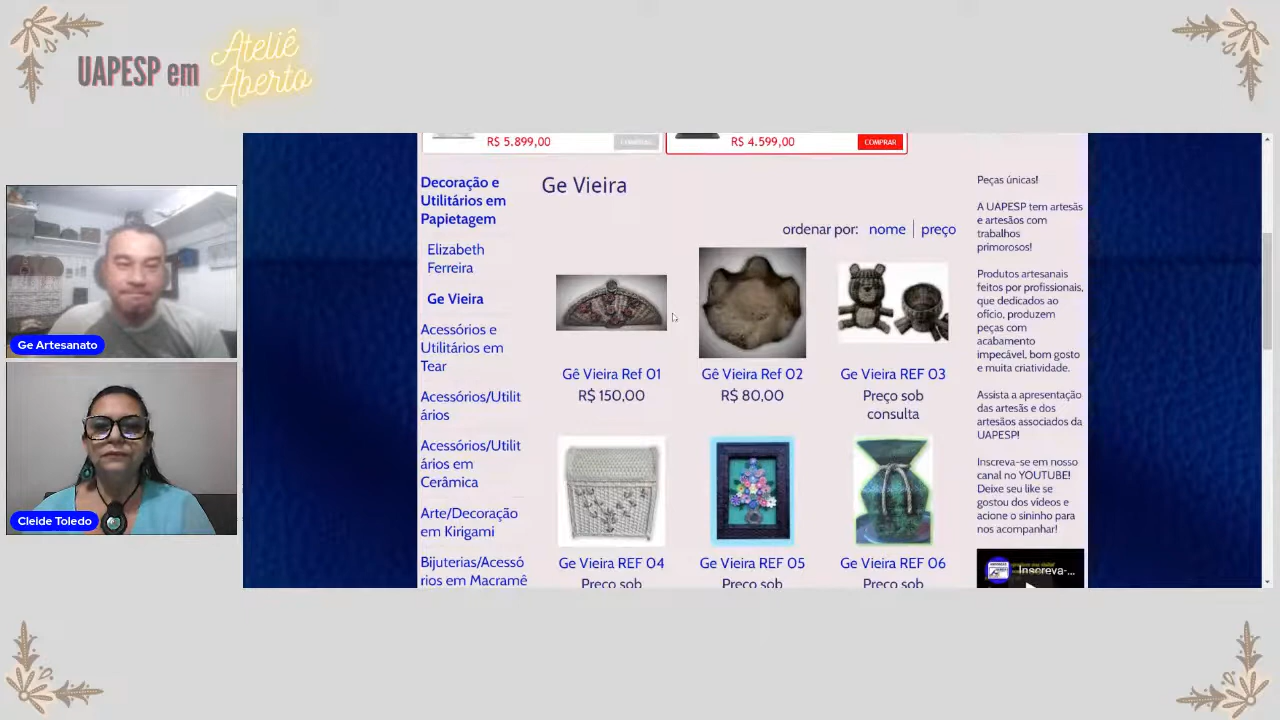 UAPESP em Ateliê
Aberto
Ge Artesanato
Cleide Toledo
R$ 5.899,00
R$ 4.599,00
COMPRAR
Decoração e
Utilitários em
Papietagem
Elizabeth
Ferreira
Ge Vieira
Acessórios e
Utilitários em
Tear
Acessórios/Utilit
ários
Acessórios/Utilit
ários em
Cerâmica
Arte/Decoração
em Kirigami
Bijuterias/Acessó
rios em Macramê
Ge Vieira
ordenar por: nome preço
Gê Vieira Ref 01
R$ 150,00
Gê Vieira Ref 02
R$ 80,00
Ge Vieira REF 03
Preço sob
consulta
Ge Vieira REF 04
Preço sob
Ge Vieira REF 05
Preço sob
Ge Vieira REF 06
Preço sob
Peças únicas!
A UAPESP tem artesãs
e artesãos com
trabalhos
primorosos!
Produtos artesanais
feitos por profissionais,
que dedicados ao
ofício, produzem
peças com
acabamento
impecável, bom gosto
e muita criatividade.
Assista a apresentação
das artesãs e dos
artesãos associados da
UAPESP!
Inscreva-se em nosso
canal no YOUTUBE!
Deixe seu like se
gostou dos vídeos e
acione o sininho para
nos acompanhar!
Inscreva-...